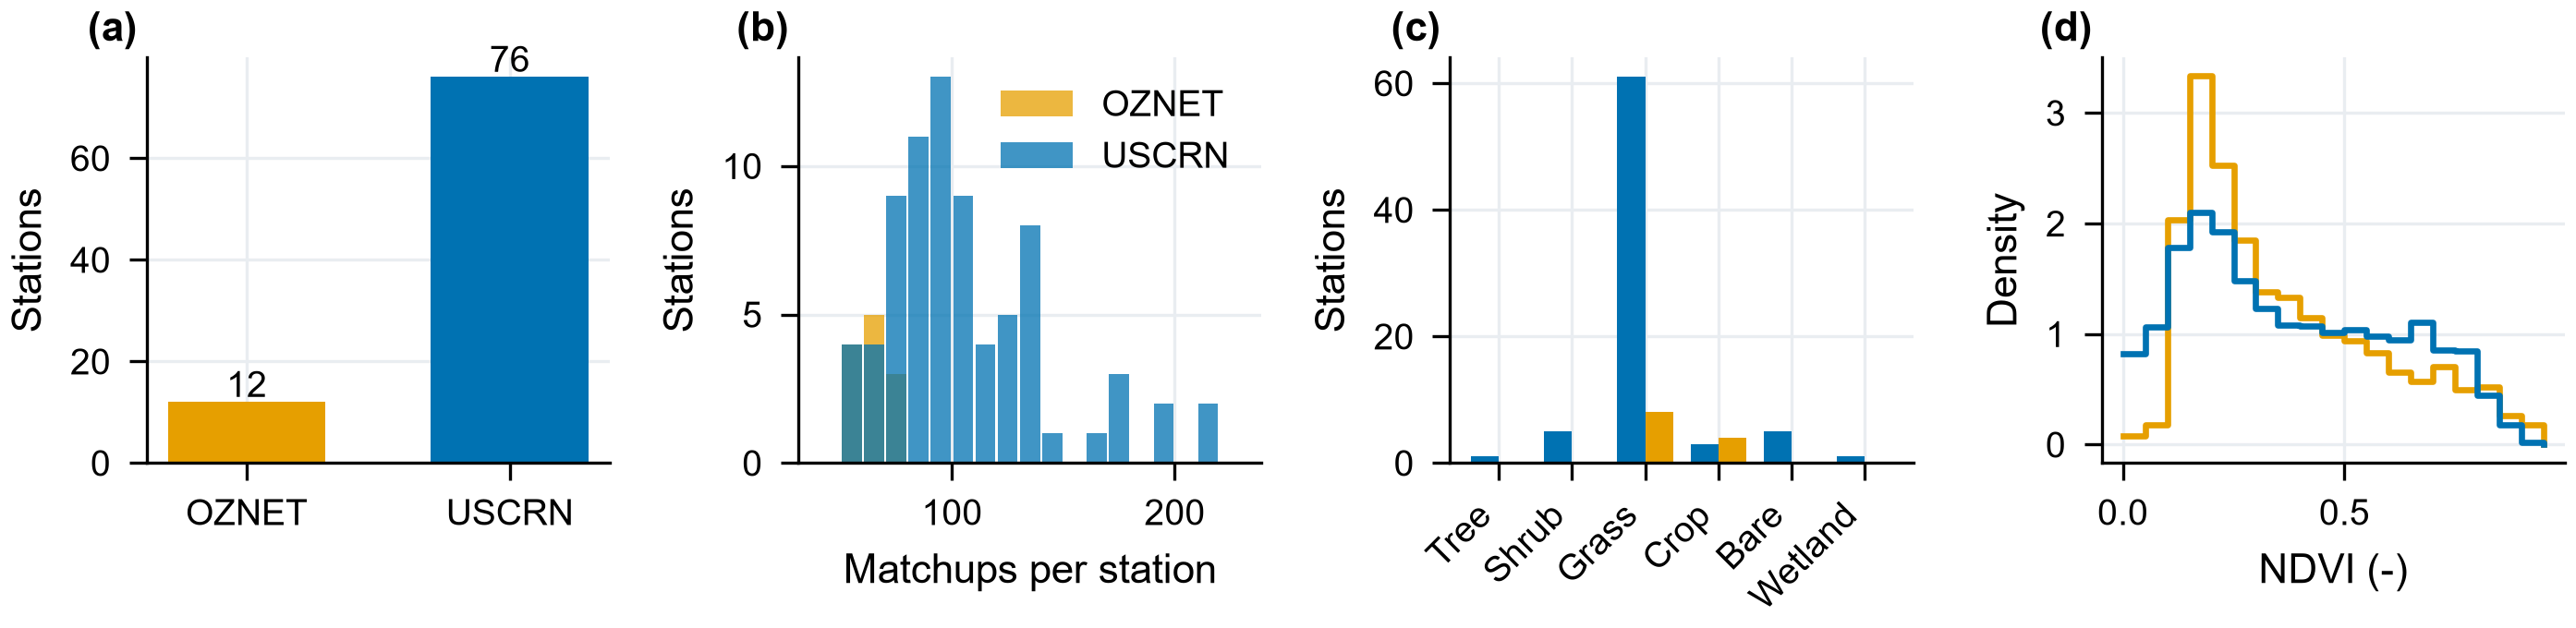 (a)
76
12
60
40
20
0
Stations
OZNET
USCRN
(b)
OZNET
USCRN
10
5
0
Stations
100
200
Matchups per station
(c)
60
40
20
0
Stations
Tree
Shrub
Grass
Crop
Bare
Wetland
(d)
3
2
1
0
Density
0.0
0.5
NDVI (-)